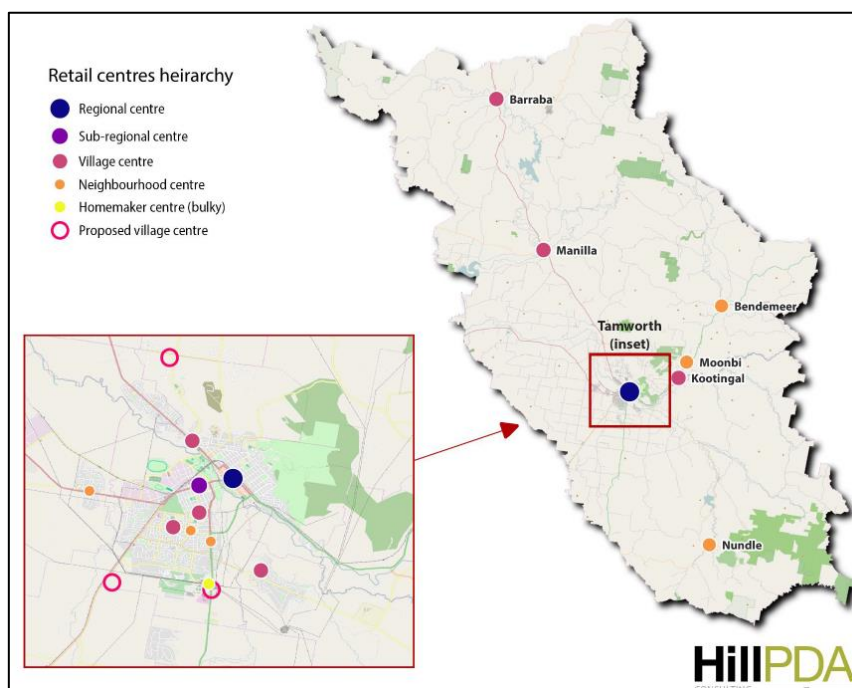 Retail centres heirarchy
Regional centre
Sub-regional centre
Village centre
Neighbourhood centre
Homemaker centre (bulky)
Proposed village centre
Barraba
Manilla
Bendemeer
Tamworth
(inset)
Moonbi
Kootingal
Nundle
HillPDA